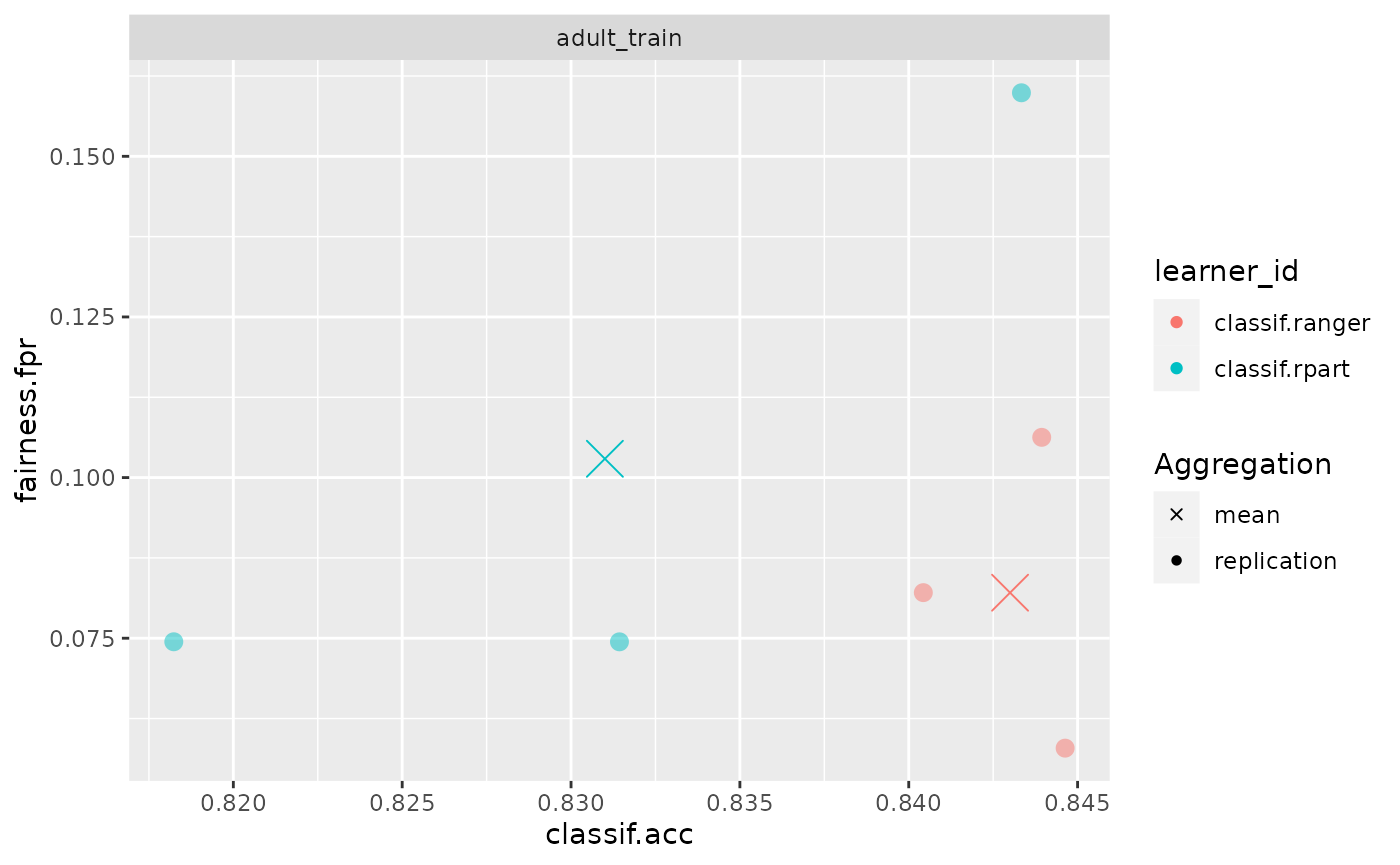 adult_train
0.150
0.125
0.100
0.075
fairness.fpr
0.820 0.825 0.830 0.835 0.840 0.845
classif.acc
learner_id
classif.ranger
classif.rpart
Aggregation
mean
replication